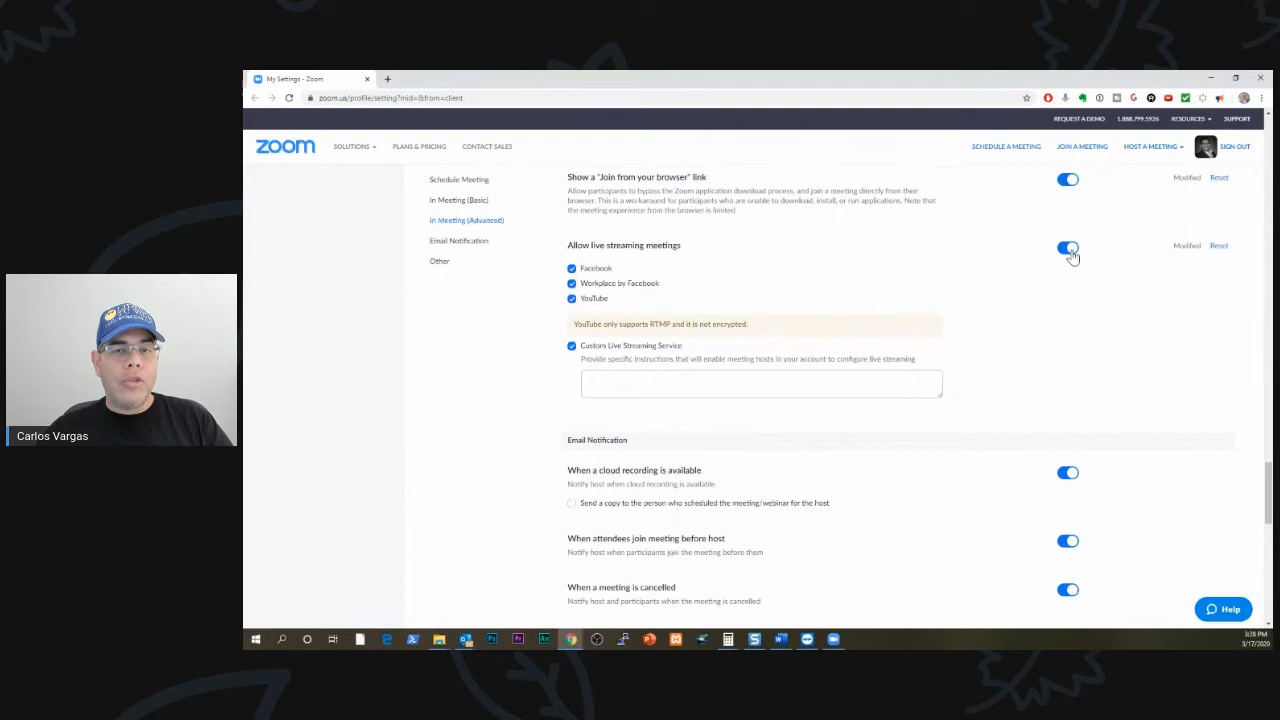 My Settings - Zoom
zoom.us/profile/setting?mid=&from=client
REQUEST A DEMO 1.888.799.5926 RESOURCES SUPPORT
zoom SOLUTIONS PLANS & PRICING CONTACT SALES SCHEDULE A MEETING JOIN A MEETING HOST A MEETING SIGN OUT
Schedule Meeting
In Meeting (Basic)
In Meeting (Advanced)
Email Notification
Other
Show a "Join from your browser" link Modified Reset
Allow participants to bypass the Zoom application download process, and join a meeting directly from their
browser. This is a workaround for participants who are unable to download, install, or run applications. Note that
the meeting experience from the browser is limited
Allow live streaming meetings Modified Reset
Facebook
Workplace by Facebook
YouTube
YouTube only supports RTMP and it is not encrypted.
Custom Live Streaming Service
Provide specific instructions that will enable meeting hosts in your account to configure live streaming
Email Notification
When a cloud recording is available
Notify host when cloud recording is available
Send a copy to the person who scheduled the meeting/webinar for the host
When attendees join meeting before host
Notify host when participants join the meeting before them
When a meeting is cancelled
Notify host and participants when the meeting is cancelled
Help
Carlos Vargas
3:28 PM
3/17/2020